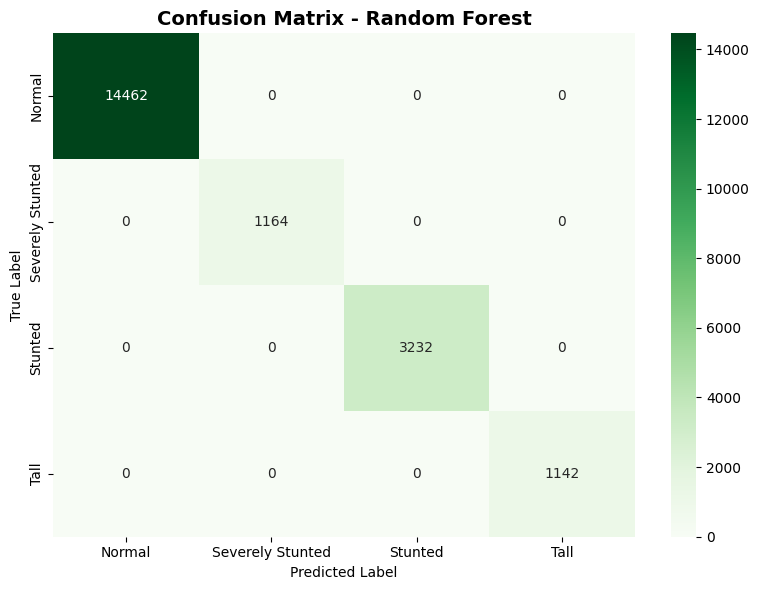 Confusion Matrix - Random Forest
True Label
Normal
14462 0 0 0
Severely Stunted
0 1164 0 0
Stunted
0 0 3232 0
Tall
0 0 0 1142
Normal Severely Stunted Stunted Tall
Predicted Label
14000
12000
10000
8000
6000
4000
2000
0